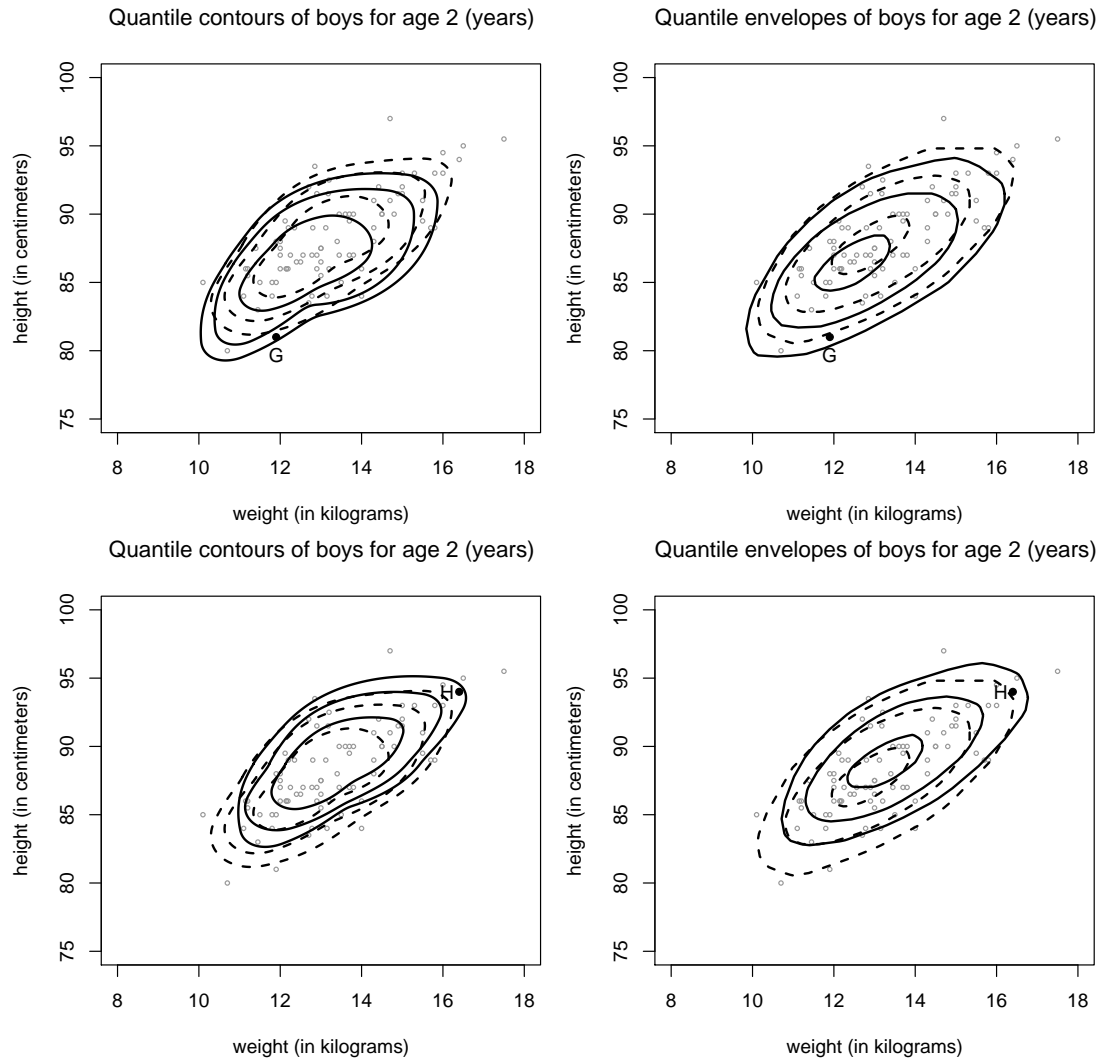 Quantile contours of boys for age 2 (years)
100
95
90
85
80
75
height (in centimeters)
G
8 10 12 14 16 18
weight (in kilograms)
Quantile envelopes of boys for age 2 (years)
100
95
90
85
80
75
height (in centimeters)
G
8 10 12 14 16 18
weight (in kilograms)
Quantile contours of boys for age 2 (years)
100
95
90
85
80
75
height (in centimeters)
H
8 10 12 14 16 18
weight (in kilograms)
Quantile envelopes of boys for age 2 (years)
100
95
90
85
80
75
height (in centimeters)
H
8 10 12 14 16 18
weight (in kilograms)